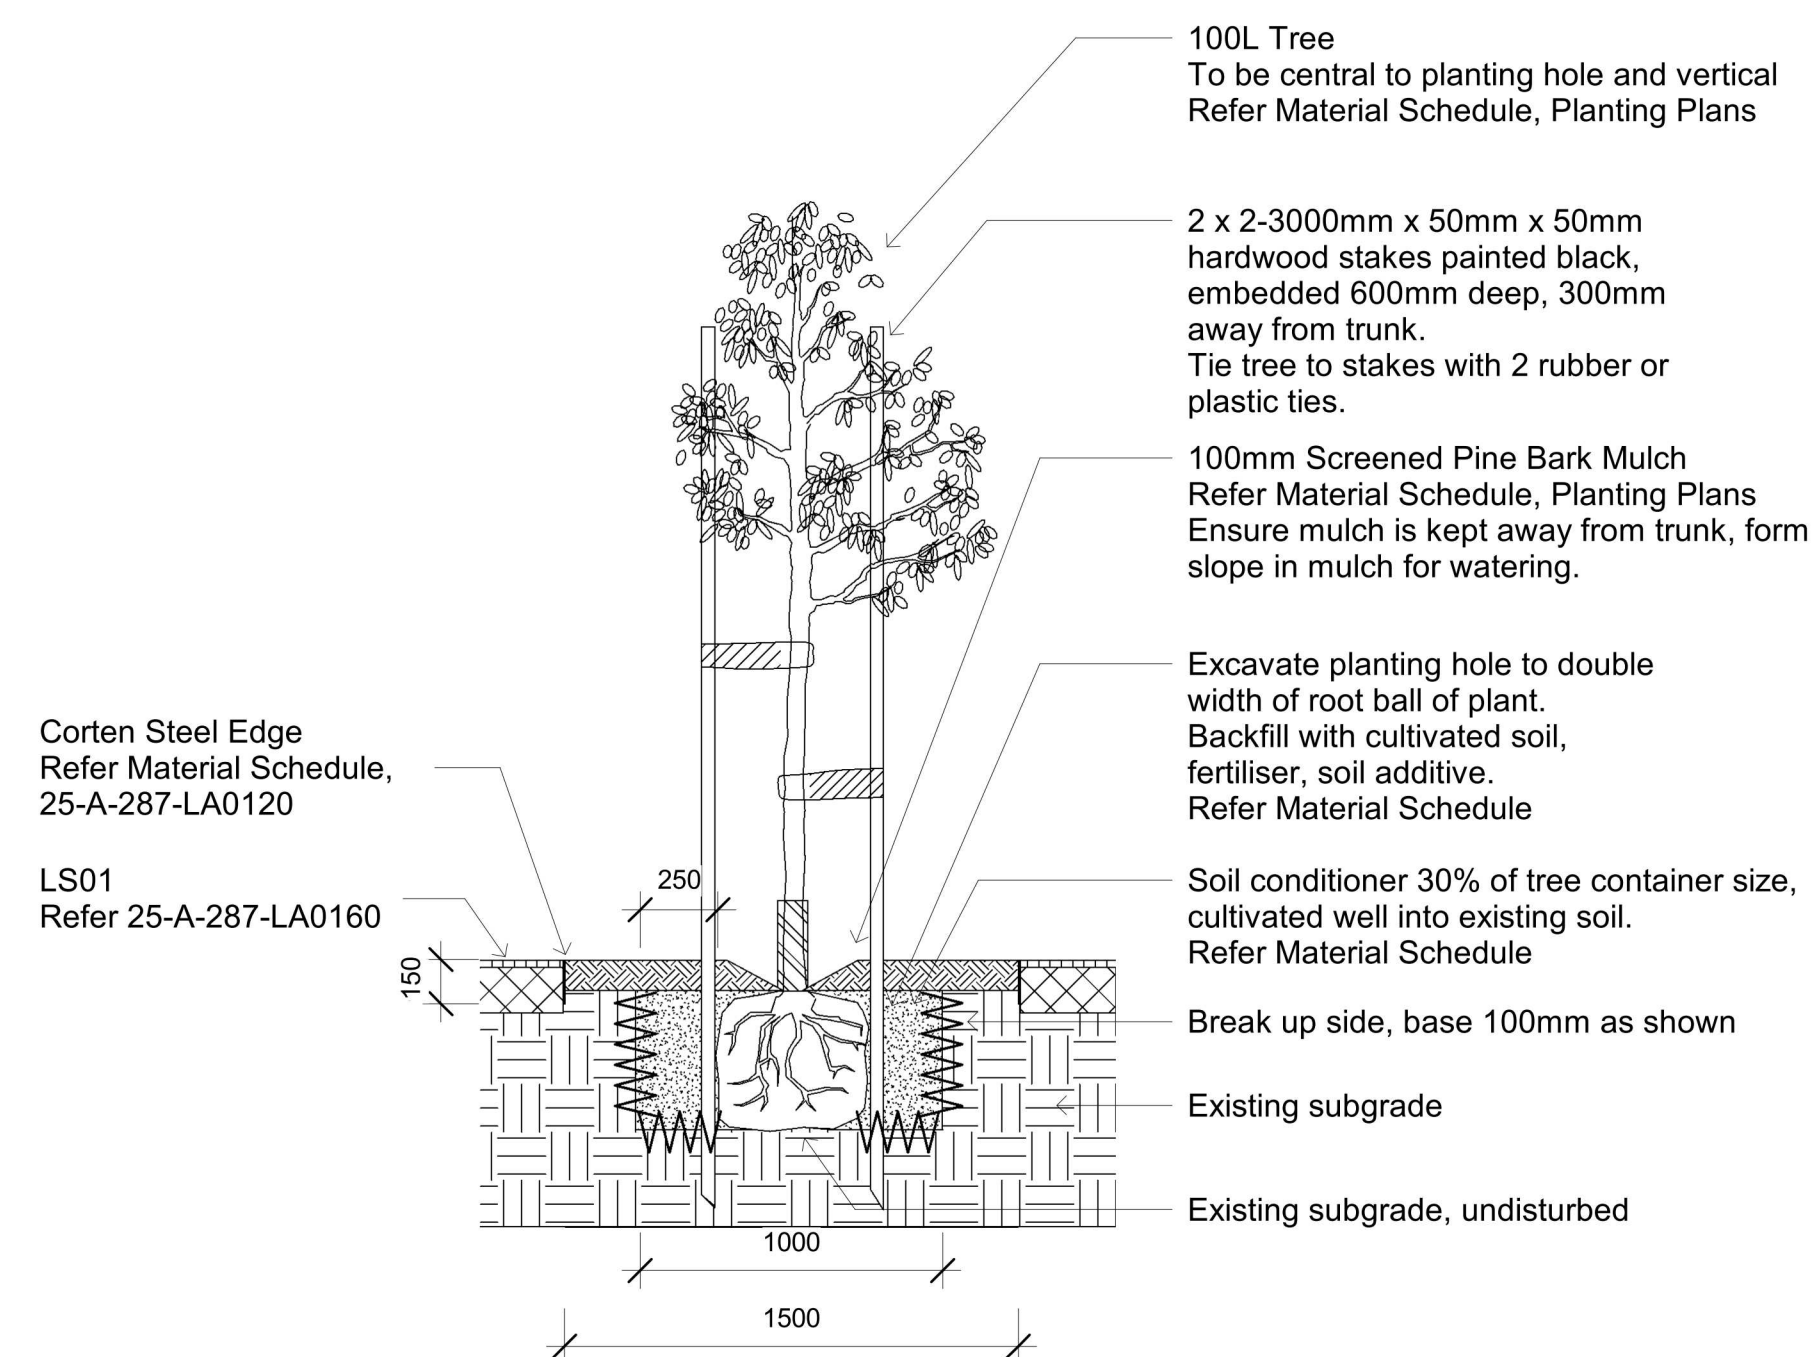 100L Tree
To be central to planting hole and vertical
Refer Material Schedule, Planting Plans
2 x 2-3000mm x 50mm x 50mm
hardwood stakes painted black,
embedded 600mm deep, 300mm
away from trunk.
Tie tree to stakes with 2 rubber or
plastic ties.
100mm Screened Pine Bark Mulch
Refer Material Schedule, Planting Plans
Ensure mulch is kept away from trunk, form
slope in mulch for watering.
Excavate planting hole to double
width of root ball of plant.
Backfill with cultivated soil,
fertiliser, soil additive.
Refer Material Schedule
Corten Steel Edge
Refer Material Schedule,
25-A-287-LA0120
LS01
Refer 25-A-287-LA0160
250
150
Soil conditioner 30% of tree container size,
cultivated well into existing soil.
Refer Material Schedule
Break up side, base 100mm as shown
Existing subgrade
Existing subgrade, undisturbed
1000
1500